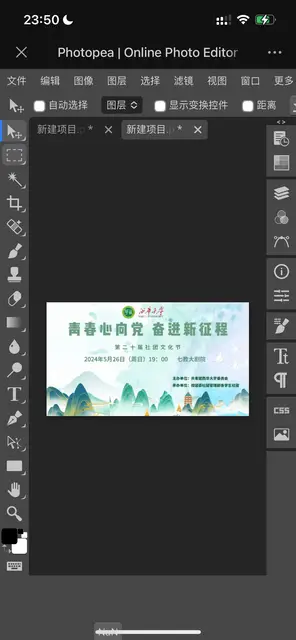 23:50
Photopea | Online Photo Editor
文件 编辑 图像 图层 选择 滤镜 视图 窗口 更多
自动选择 图层 显示变换控件 距离
新建项目... * 新建项目... *
青春心向党 奋进新征程
第二十届社团文化节
2024年5月26日（周日）19：00 七教大剧院
Tt
CSS
T
NaN